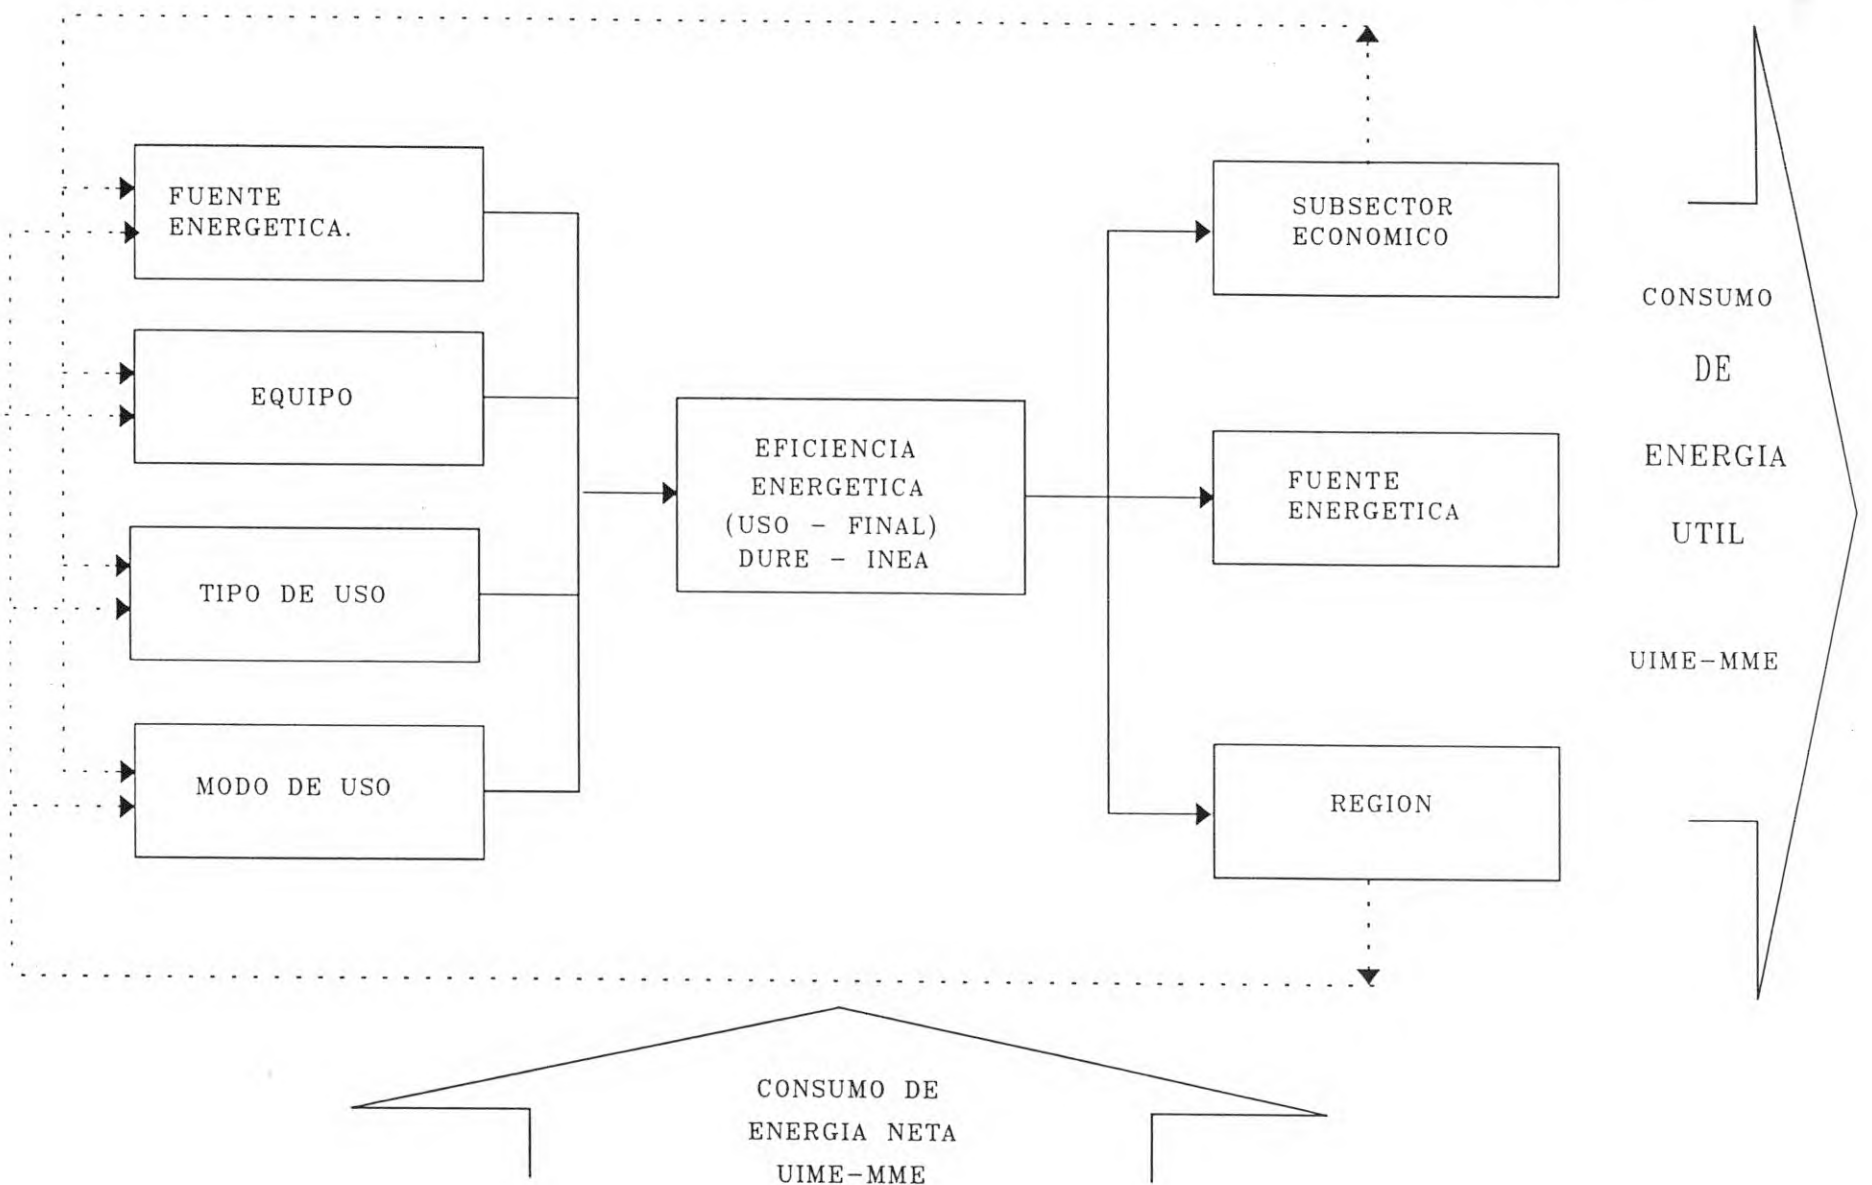 FUENTE
ENERGETICA.
EQUIPO
TIPO DE USO
MODO DE USO
EFICIENCIA
ENERGETICA
(USO - FINAL)
DURE - INEA
SUBSECTOR
ECONOMICO
FUENTE
ENERGETICA
REGION
CONSUMO
DE
ENERGIA
UTIL
UIME-MME
CONSUMO DE
ENERGIA NETA
UIME-MME